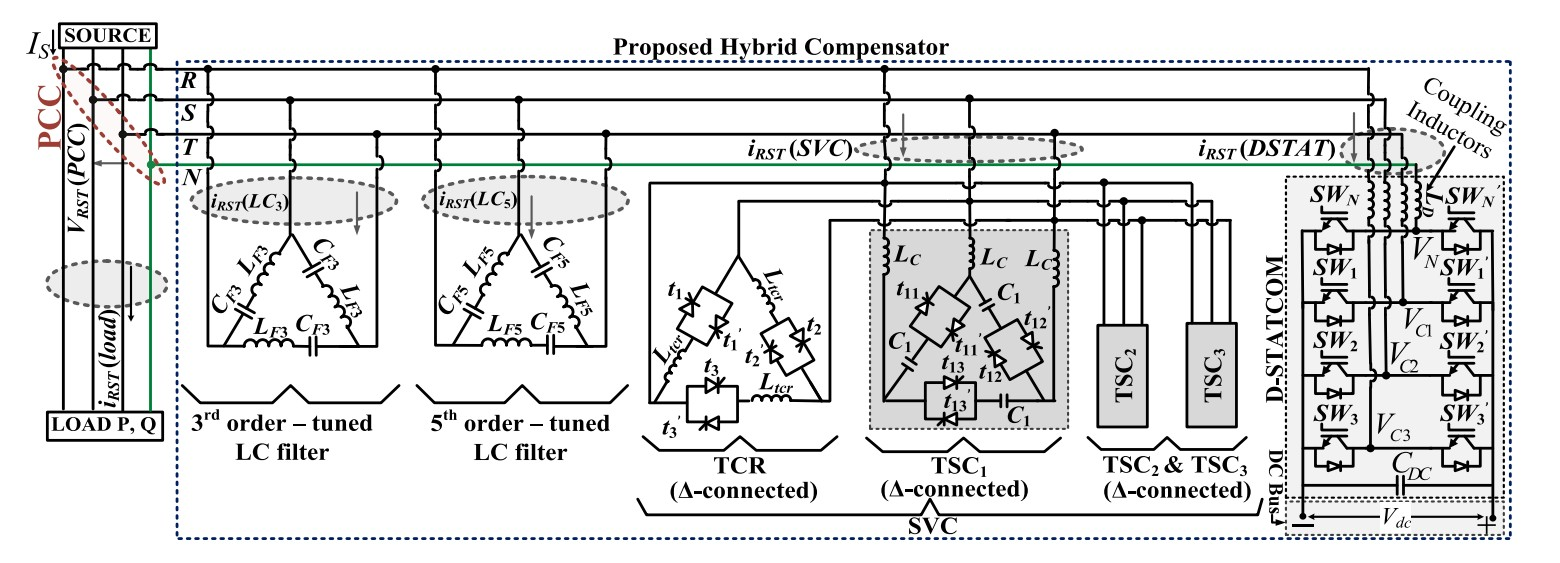 SOURCE
I_S
Proposed Hybrid Compensator
PCC
R
S
T
N
V_RST (PCC)
i_RST (load)
LOAD P, Q
i_RST(LC_3)
i_RST(LC_5)
i_RST (SVC)
i_RST (DSTAT)
Coupling
Inductors
L_F3
C_F3
C_F3
L_F3
L_F3
C_F3
3rd order – tuned
LC filter
L_F5
C_F5
C_F5
L_F5
L_F5
C_F5
5th order – tuned
LC filter
t_1
t_1'
L_tcr
L_tcr
t_2
t_2'
t_3
t_3'
L_tcr
TCR
(Δ-connected)
L_C
L_C
L_C
t_11
t_11'
C_1
C_1
t_12'
t_12
t_13
t_13'
C_1
TSC_1
(Δ-connected)
TSC_2
TSC_3
TSC_2 & TSC_3
(Δ-connected)
SVC
D-STATCOM
DC Bus
L_D
SW_N
SW_N'
V_N
SW_1
SW_1'
V_C1
SW_2
SW_2'
V_C2
SW_3
SW_3'
V_C3
C_DC
− V_dc +